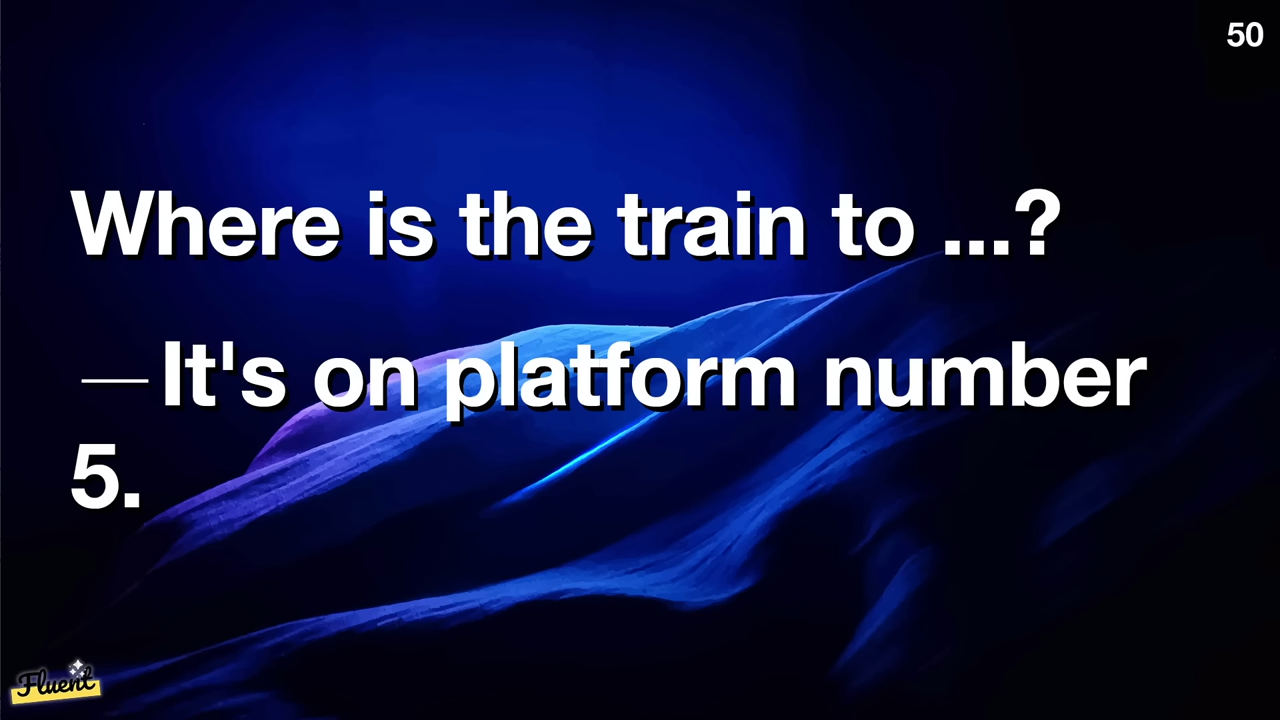 50
Where is the train to ...?
— It's on platform number
5.
Fluent